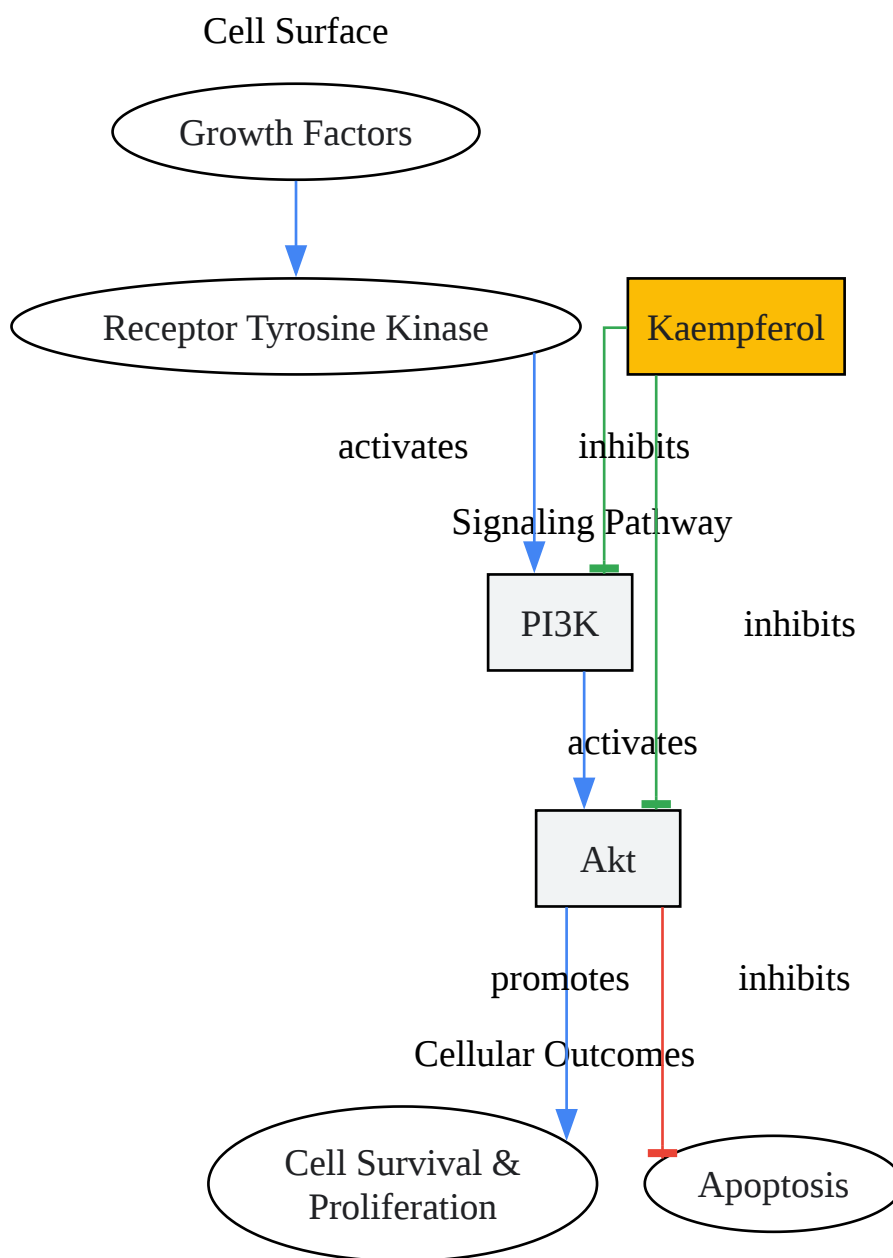 Cell Surface
Growth Factors
Receptor Tyrosine Kinase
Kaempferol
activates
inhibits
Signaling Pathway
PI3K
inhibits
activates
Akt
promotes
inhibits
Cellular Outcomes
Cell Survival &
Proliferation
Apoptosis